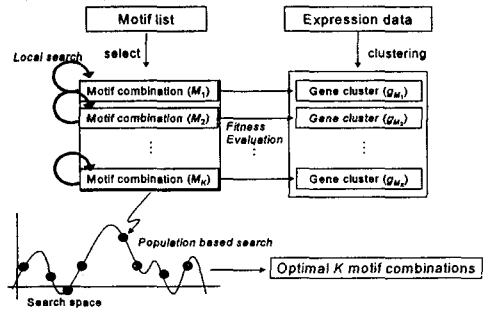 Motif list
Expression data
Local search
select
clustering
Motif combination (M1)
Gene cluster (gM1)
Motif combination (M2)
Gene cluster (gM2)
Fitness
Evaluation
Motif combination (MK)
Gene cluster (gMK)
Population based search
Optimal K motif combinations
Search space